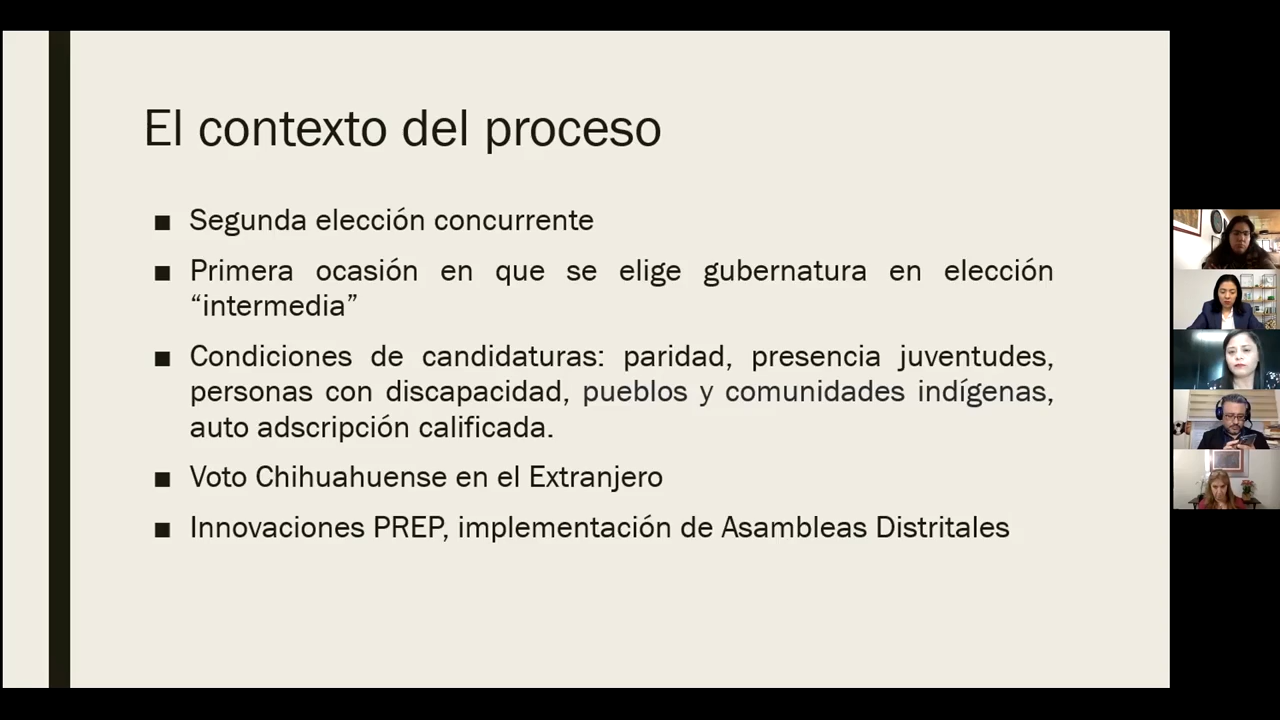 El contexto del proceso
■ Segunda elección concurrente
■ Primera ocasión en que se elige gubernatura en elección
“intermedia”
■ Condiciones de candidaturas: paridad, presencia juventudes,
personas con discapacidad, pueblos y comunidades indígenas,
auto adscripción calificada.
■ Voto Chihuahuense en el Extranjero
■ Innovaciones PREP, implementación de Asambleas Distritales